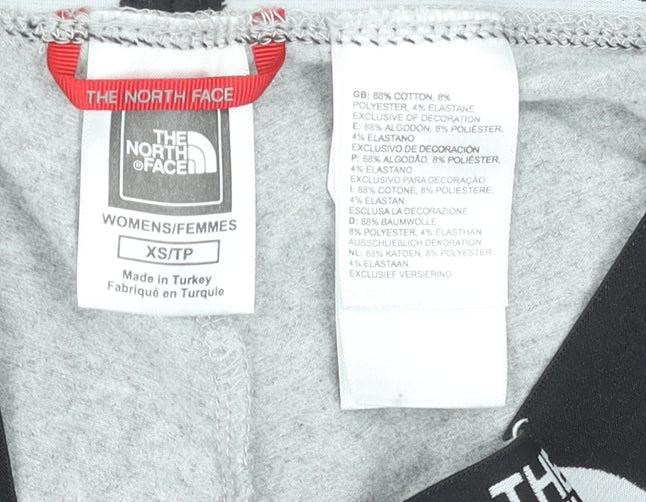 THE NORTH FACE
THE
NORTH
FACE
WOMENS/FEMMES
XS/TP
Made in Turkey
Fabriqué en Turquie
GB: 88% COTTON, 8%
POLYESTER, 4% ELASTANE
EXCLUSIVE OF DECORATION
E: 88% ALGODÓN, 8% POLIÉSTER,
4% ELASTANO
EXCLUSIVO DE DECORACIÓN
P: 88% ALGODÃO, 8% POLIÉSTER,
4% ELASTANO
EXCLUSIVO PARA DECORAÇÃO
I: 88% COTONE, 8% POLIESTERE,
4% ELASTAN
ESCLUSA LA DECORAZIONE
D: 88% BAUMWOLLE,
8% POLYESTER, 4% ELASTHAN
AUSSCHLIEßLICH DEKORATION
NL: 88% KATOEN, 8% POLYESTER,
4% ELASTAAN
EXCLUSIEF VERSIERING
THE